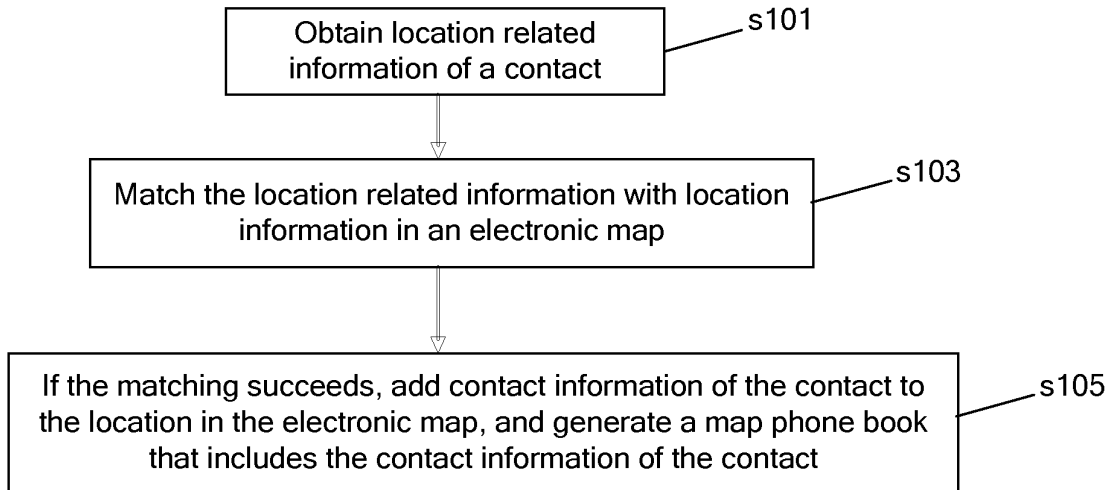 Obtain location related
information of a contact
s101
Match the location related information with location
information in an electronic map
s103
If the matching succeeds, add contact information of the contact to
the location in the electronic map, and generate a map phone book
that includes the contact information of the contact
s105